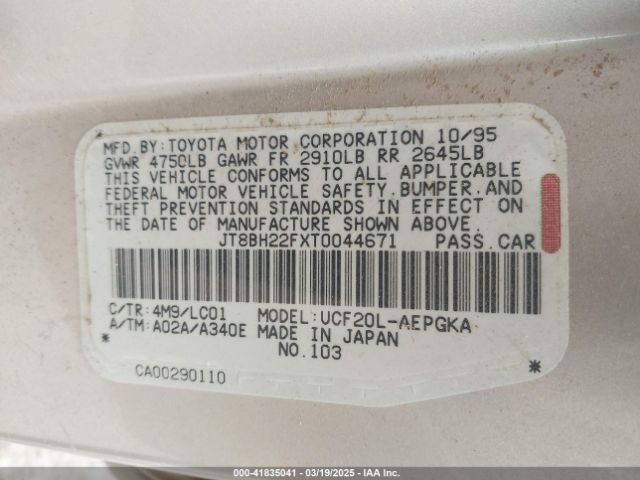 MFD. BY: TOYOTA MOTOR CORPORATION 10/95
GVWR 4750LB GAWR FR 2910LB RR 2645LB
THIS VEHICLE CONFORMS TO ALL APPLICABLE
FEDERAL MOTOR VEHICLE SAFETY, BUMPER, AND
THEFT PREVENTION STANDARDS IN EFFECT ON
THE DATE OF MANUFACTURE SHOWN ABOVE.
JT8BH22FXT0044671 PASS. CAR
C/TR: 4M9/LC01 MODEL: UCF20L-AEPGKA
A/TM: A02A/A340E MADE IN JAPAN
NO. 103
CA00290110
000-41835041 | 03/19/2025 | IAA Inc.